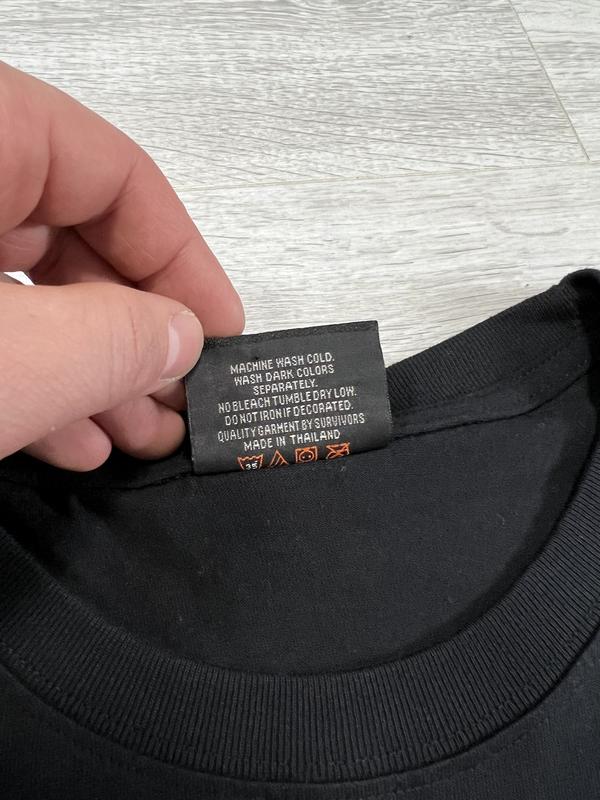 MACHINE WASH COLD.
WASH DARK COLORS
SEPARATELY.
NO BLEACH TUMBLE DRY LOW.
DO NOT IRON IF DECORATED.
QUALITY GARMENT BY SURVIVORS
MADE IN THAILAND
35°